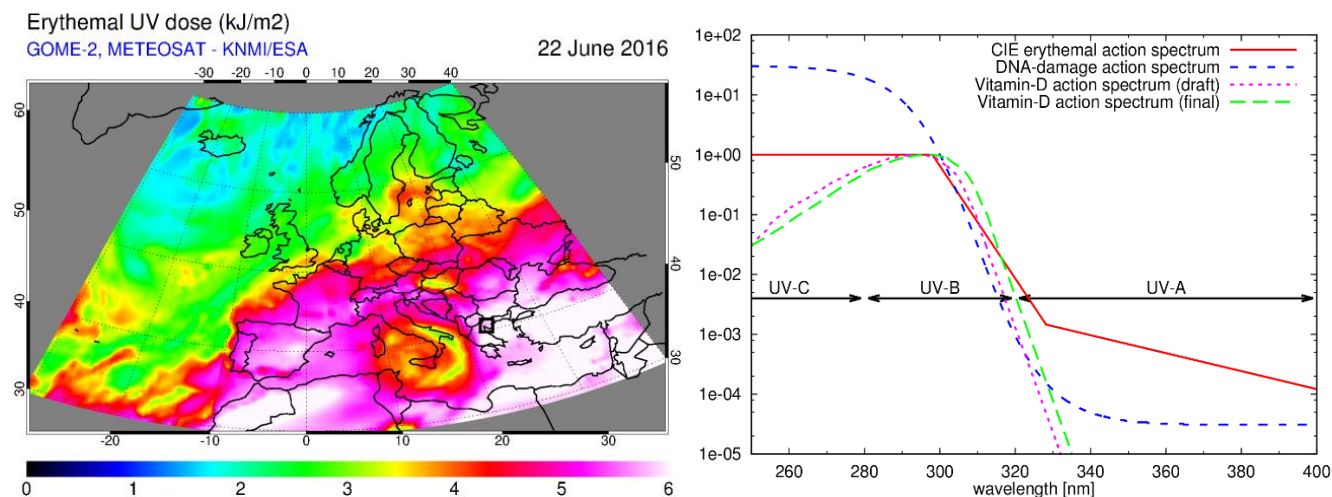 Erythemal UV dose (kJ/m2)
GOME-2, METEOSAT - KNMI/ESA
22 June 2016
-30 -20 -10 0 10 20 30 40
60
50
40
30
50
40
30
-20 -10 0 10 20 30
0 1 2 3 4 5 6
1e+02
1e+01
1e+00
1e-01
1e-02
1e-03
1e-04
1e-05
CIE erythemal action spectrum
DNA-damage action spectrum
Vitamin-D action spectrum (draft)
Vitamin-D action spectrum (final)
UV-C UV-B UV-A
260 280 300 320 340 360 380 400
wavelength [nm]